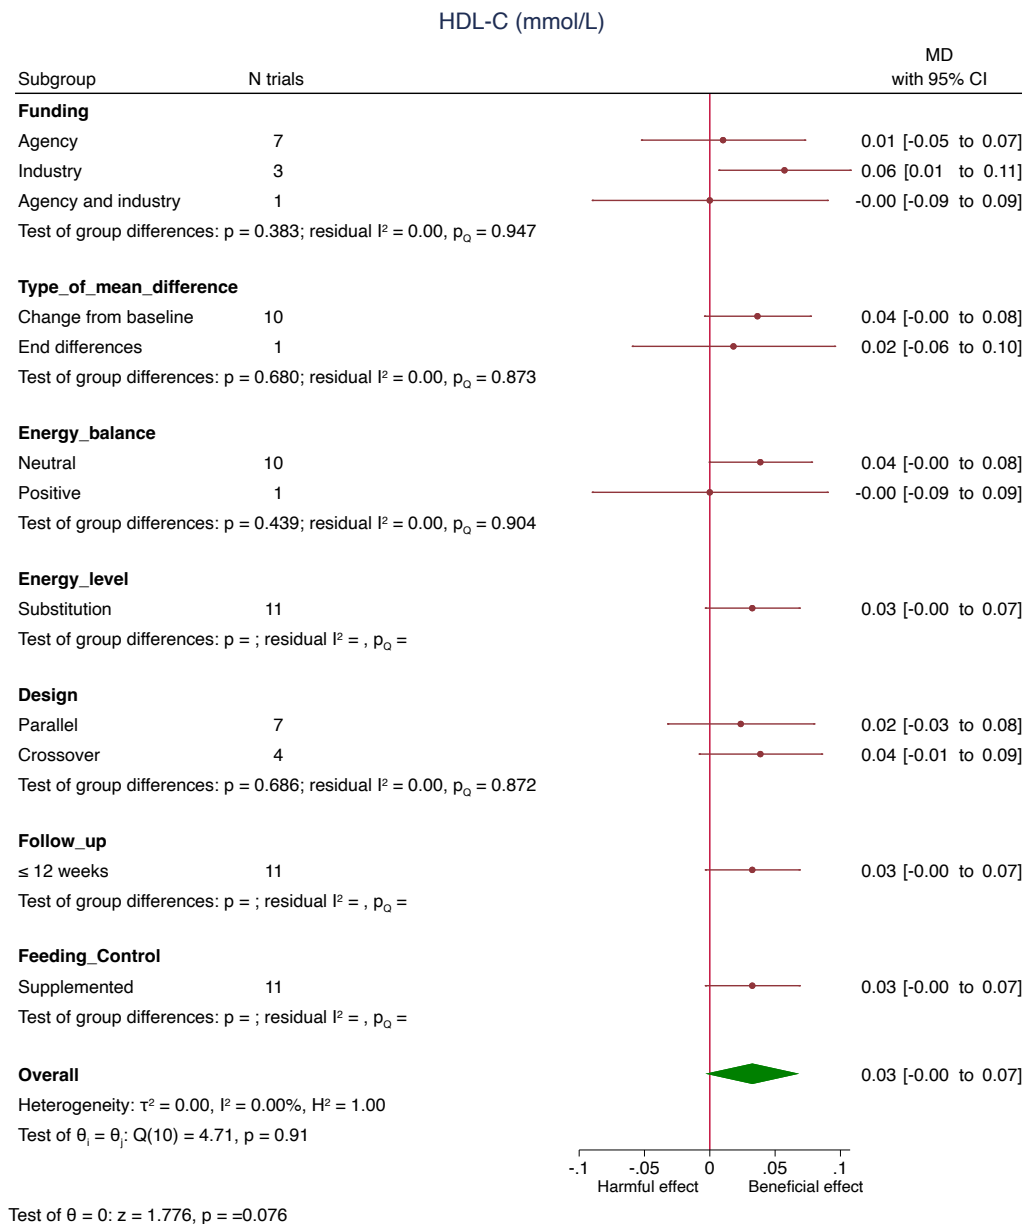 HDL-C (mmol/L)
MD
Subgroup N trials with 95% CI
Funding
Agency 7 0.01 [-0.05 to 0.07]
Industry 3 0.06 [0.01 to 0.11]
Agency and industry 1 -0.00 [-0.09 to 0.09]
Test of group differences: p = 0.383; residual I² = 0.00, p_Q = 0.947
Type_of_mean_difference
Change from baseline 10 0.04 [-0.00 to 0.08]
End differences 1 0.02 [-0.06 to 0.10]
Test of group differences: p = 0.680; residual I² = 0.00, p_Q = 0.873
Energy_balance
Neutral 10 0.04 [-0.00 to 0.08]
Positive 1 -0.00 [-0.09 to 0.09]
Test of group differences: p = 0.439; residual I² = 0.00, p_Q = 0.904
Energy_level
Substitution 11 0.03 [-0.00 to 0.07]
Test of group differences: p = ; residual I² = , p_Q =
Design
Parallel 7 0.02 [-0.03 to 0.08]
Crossover 4 0.04 [-0.01 to 0.09]
Test of group differences: p = 0.686; residual I² = 0.00, p_Q = 0.872
Follow_up
≤ 12 weeks 11 0.03 [-0.00 to 0.07]
Test of group differences: p = ; residual I² = , p_Q =
Feeding_Control
Supplemented 11 0.03 [-0.00 to 0.07]
Test of group differences: p = ; residual I² = , p_Q =
Overall 0.03 [-0.00 to 0.07]
Heterogeneity: τ² = 0.00, I² = 0.00%, H² = 1.00
Test of θ_i = θ_j: Q(10) = 4.71, p = 0.91
-.1 -.05 0 .05 .1
Harmful effect Beneficial effect
Test of θ = 0: z = 1.776, p = =0.076